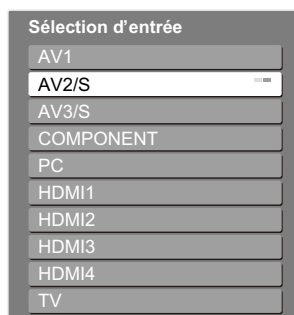 Sélection d’entrée
AV1
AV2/S
AV3/S
COMPONENT
PC
HDMI1
HDMI2
HDMI3
HDMI4
TV